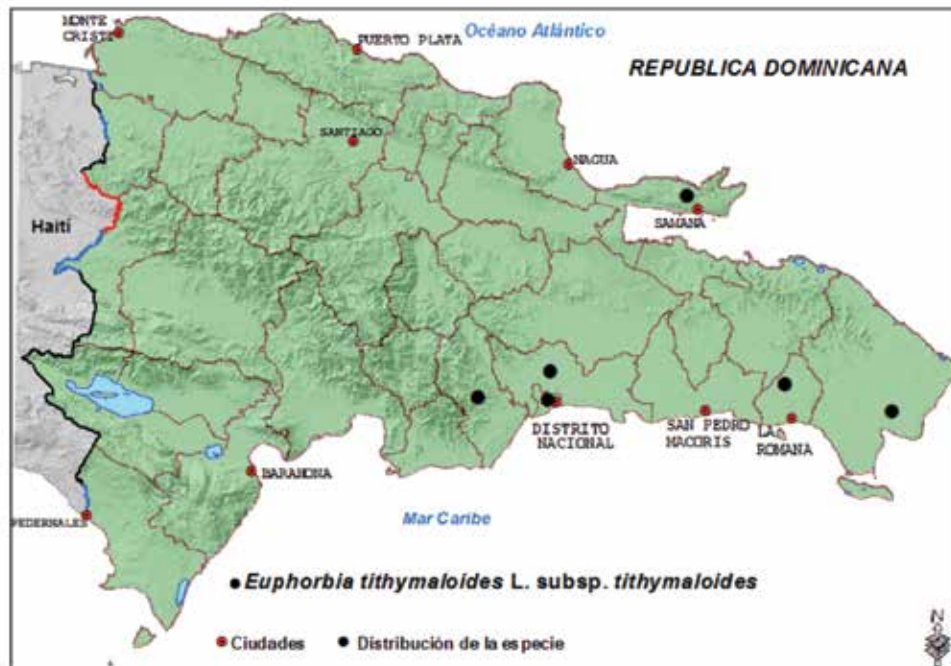 MONTE
CRISTI
PUERTO PLATA
Océano Atlántico
REPUBLICA DOMINICANA
SANTIAGO
NAGUA
SAMANA
Haití
DISTRITO
NACIONAL
SAN PEDRO
MACORIS
LA
ROMANA
BARAHONA
PEDERNALES
Mar Caribe
Euphorbia tithymaloides L. subsp. tithymaloides
Ciudades
Distribución de la especie
N